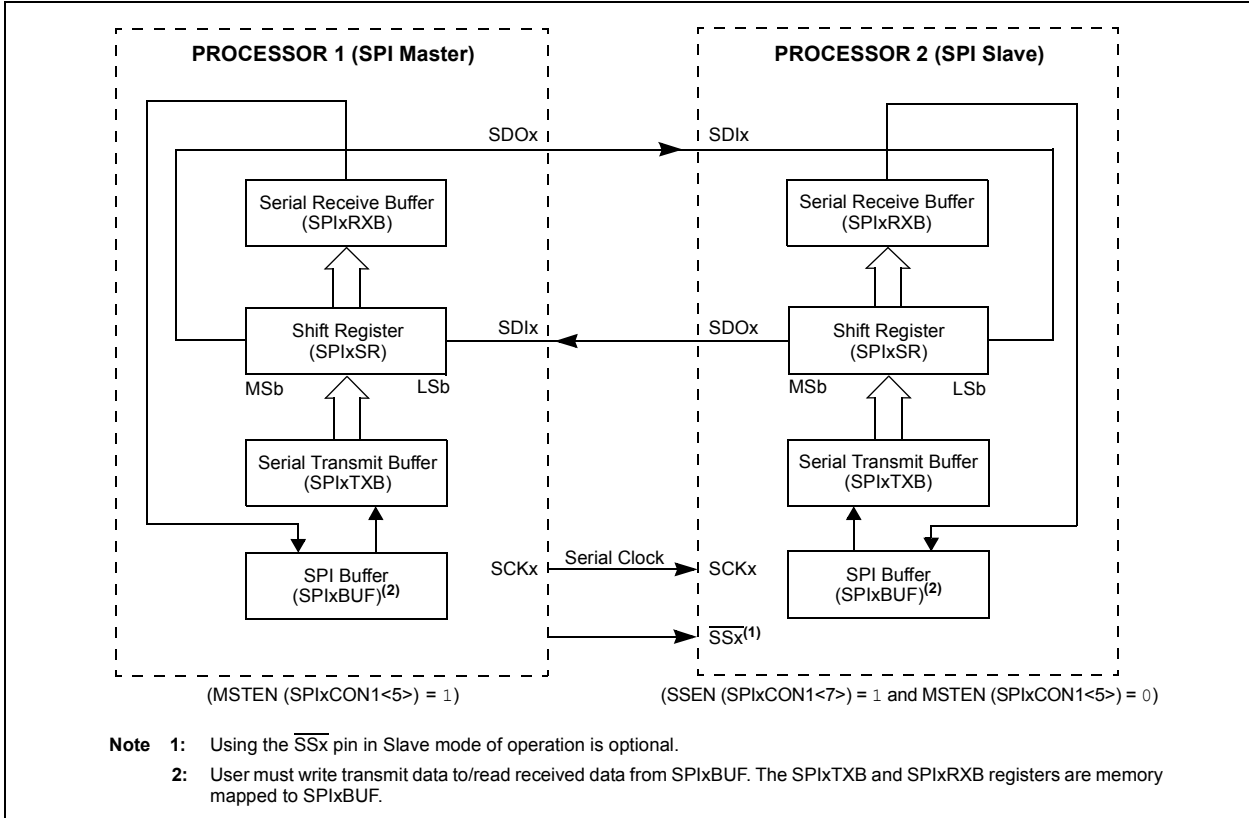 PROCESSOR 1 (SPI Master)
PROCESSOR 2 (SPI Slave)
SDOx
SDIx
Serial Receive Buffer
(SPIxRXB)
Serial Receive Buffer
(SPIxRXB)
Shift Register
(SPIxSR)
SDIx
SDOx
Shift Register
(SPIxSR)
MSb
LSb
MSb
LSb
Serial Transmit Buffer
(SPIxTXB)
Serial Transmit Buffer
(SPIxTXB)
SPI Buffer
(SPIxBUF)(2)
SCKx
Serial Clock
SCKx
SPI Buffer
(SPIxBUF)(2)
SSx(1)
(MSTEN (SPIxCON1<5>) = 1)
(SSEN (SPIxCON1<7>) = 1 and MSTEN (SPIxCON1<5>) = 0)
Note 1: Using the SSx pin in Slave mode of operation is optional.
2: User must write transmit data to/read received data from SPIxBUF. The SPIxTXB and SPIxRXB registers are memory
mapped to SPIxBUF.